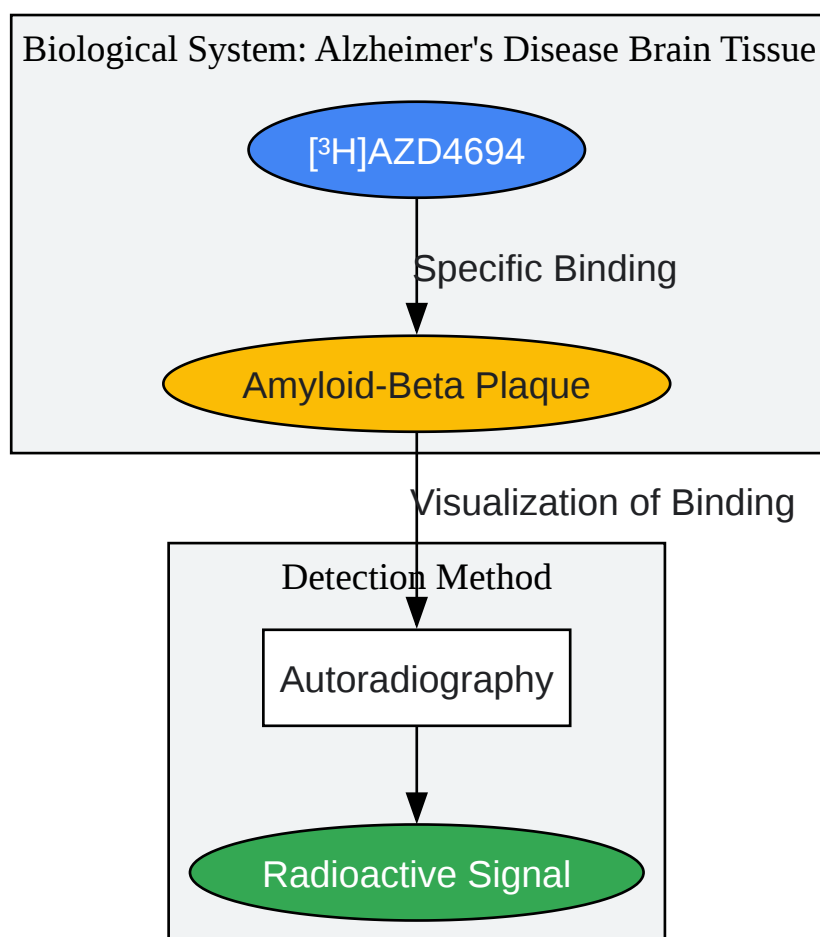 Biological System: Alzheimer's Disease Brain Tissue
[³H]AZD4694
Specific Binding
Amyloid-Beta Plaque
Visualization of Binding
Detection Method
Autoradiography
Radioactive Signal